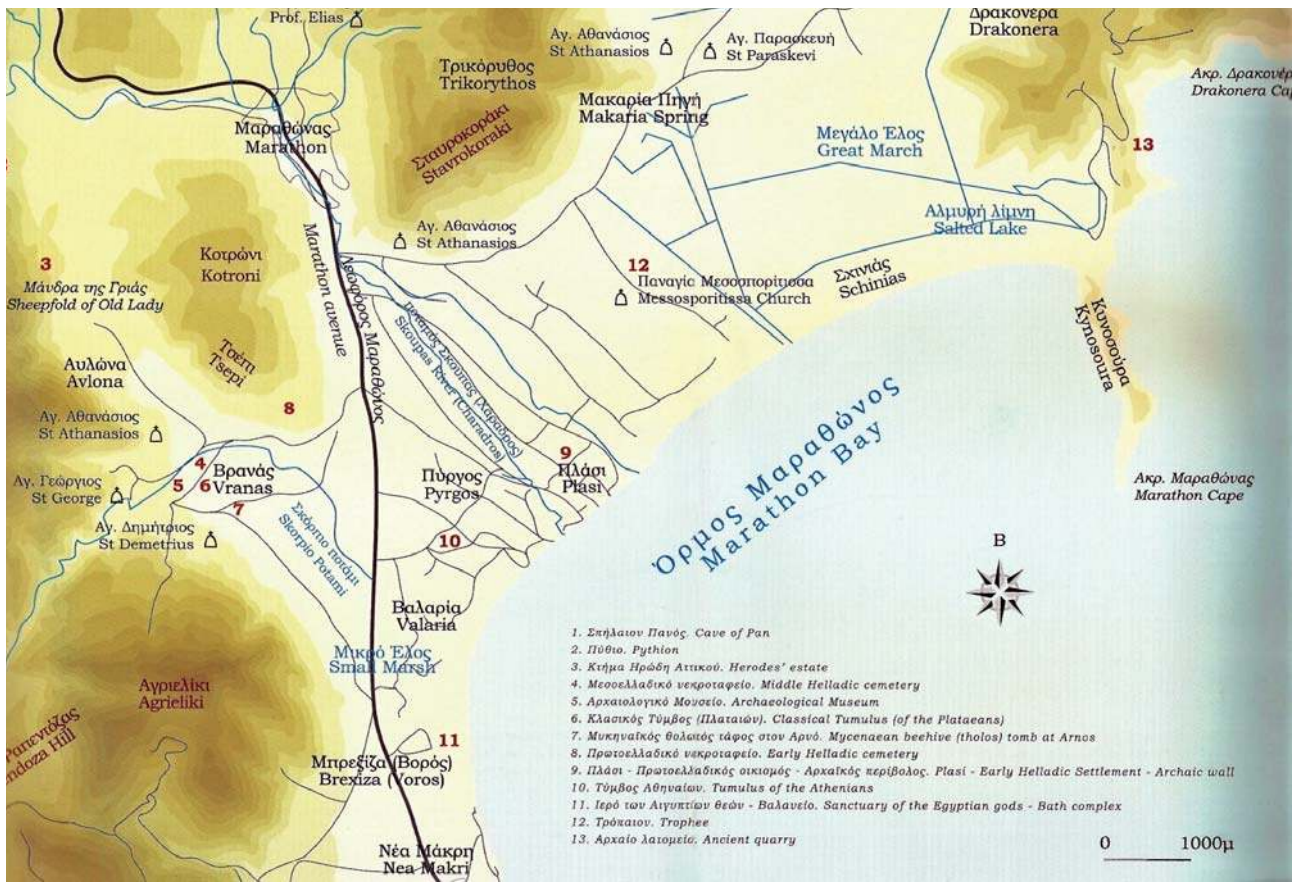 Prof. Elias
Αγ. Αθανάσιος
St Athanasios
Αγ. Παρασκευή
St Paraskevi
Δρακονερα
Drakonera
Τρικόρυθος
Trikorythos
Ακρ. Δρακονέρ
Drakonera Cap
Μακαρία Πηγή
Makaria Spring
Μαραθώνας
Marathon
Σταυροκοράκι
Stavrokoraki
Μεγάλο Έλος
Great March
13
Αλμυρή λίμνη
Salted Lake
Αγ. Αθανάσιος
St Athanasios
Κοτρώνι
Kotroni
3
Μάνδρα της Γριάς
Sheepfold of Old Lady
Marathon avenue
Λεωφόρος Μαραθώνος
12
Παναγία Μεσοσπορίτισσα
Messosporitissa Church
Σχινιάς
Schinias
Κυνοσούρα
Kynosoura
Τσέπι
Tsepi
ποταμός Σκούπας (Χάραδρος)
Skoupas River (Charadros)
Αυλώνα
Avlona
8
Αγ. Αθανάσιος
St Athanasios
Όρμος Μαραθώνος
Marathon Bay
4
Βρανάς
Vranas
9
Πλάσι
Plasi
Πύργος
Pyrgos
Αγ. Γεώργιος
St George
5
6
7
Ακρ. Μαραθώνας
Marathon Cape
Αγ. Δημήτριος
St Demetrius
Σκόρπιο ποτάμι
Skorpio Potami
10
Β
Βαλαρία
Valaria
Μικρό Έλος
Small Marsh
Αγριελίκι
Agrieliki
Ραπεντόζας
ndoza Hill
11
Μπρεξίζα (Βορός)
Brexiza (Voros)
Νέα Μάκρη
Nea Makri
1. Σπήλαιον Πανός. Cave of Pan
2. Πύθιο. Pythion
3. Κτήμα Ηρώδη Αττικού. Herodes' estate
4. Μεσοελλαδικό νεκροταφείο. Middle Helladic cemetery
5. Αρχαιολογικό Μουσείο. Archaeological Museum
6. Κλασικός Τύμβος (Πλαταιών). Classical Tumulus (of the Plataeans)
7. Μυκηναϊκός θολωτός τάφος στον Αρνό. Mycenaean beehive (tholos) tomb at Arnos
8. Πρωτοελλαδικό νεκροταφείο. Early Helladic cemetery
9. Πλάσι - Πρωτοελλαδικός οικισμός - Αρχαϊκός περίβολος. Plasi - Early Helladic Settlement - Archaic wall
10. Τύμβος Αθηναίων. Tumulus of the Athenians
11. Ιερό των Αιγυπτίων θεών - Βαλανείο. Sanctuary of the Egyptian gods - Bath complex
12. Τρόπαιον. Trophee
13. Αρχαίο λατομείο. Ancient quarry
0 1000μ